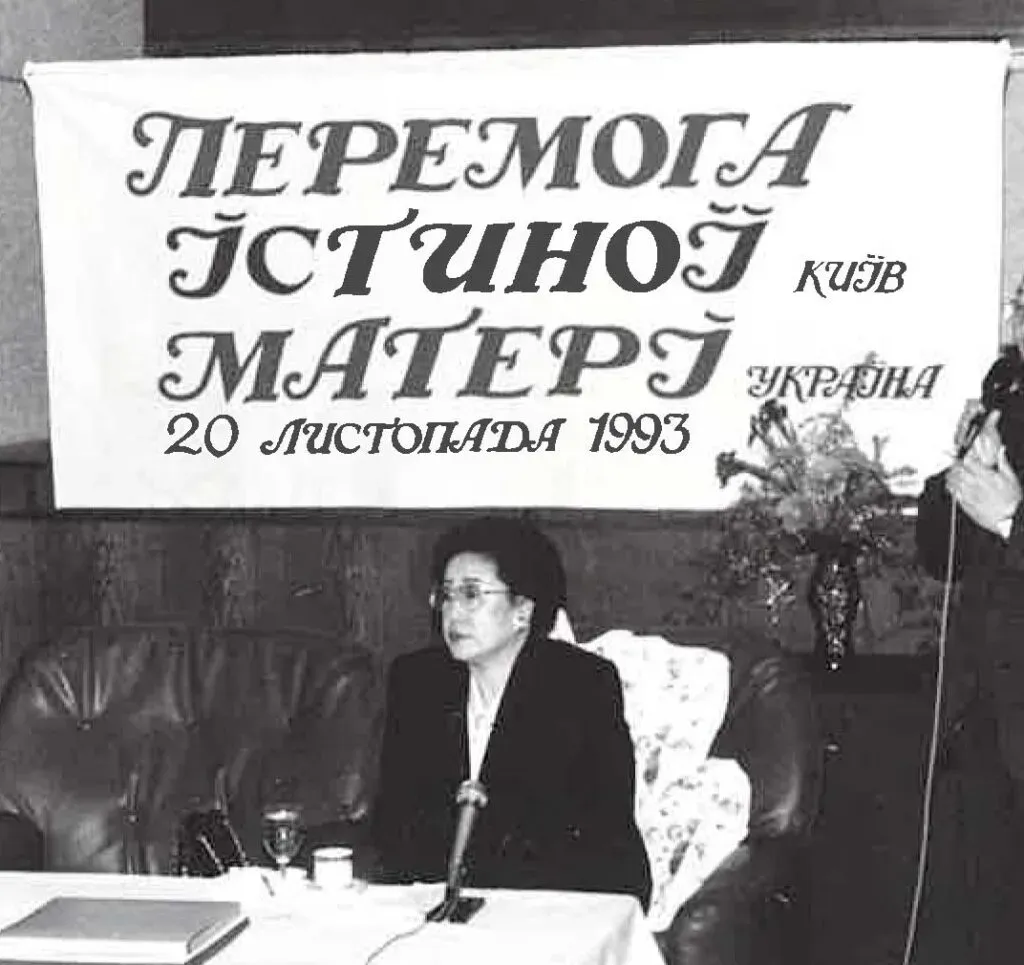 ПЕРЕМОГА
ЇСТИНОЇ
МАТЕРЇ
КИЇВ
УКРАЇНА
20 ЛИСТОПАДА 1993